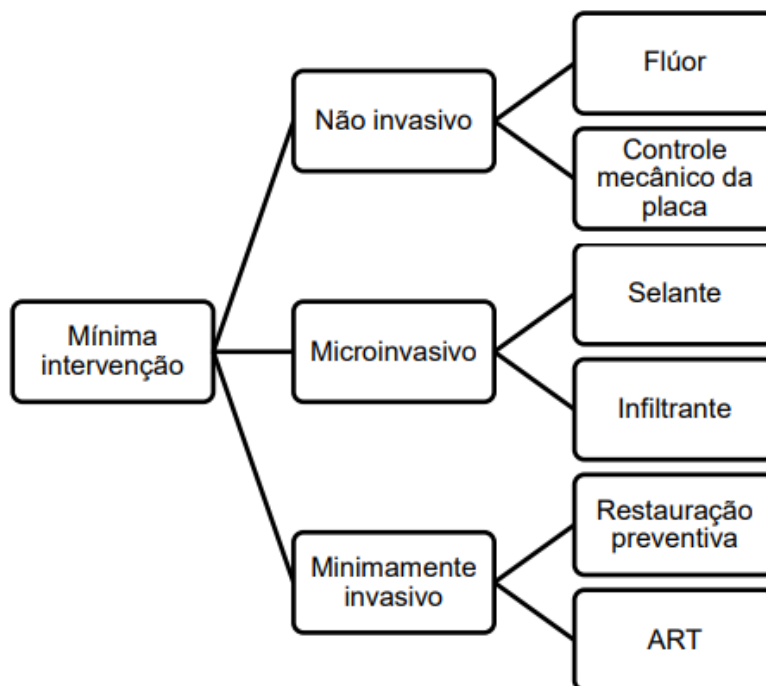 Mínima
intervenção
Não invasivo
Flúor
Controle
mecânico da
placa
Microinvasivo
Selante
Infiltrante
Minimamente
invasivo
Restauração
preventiva
ART